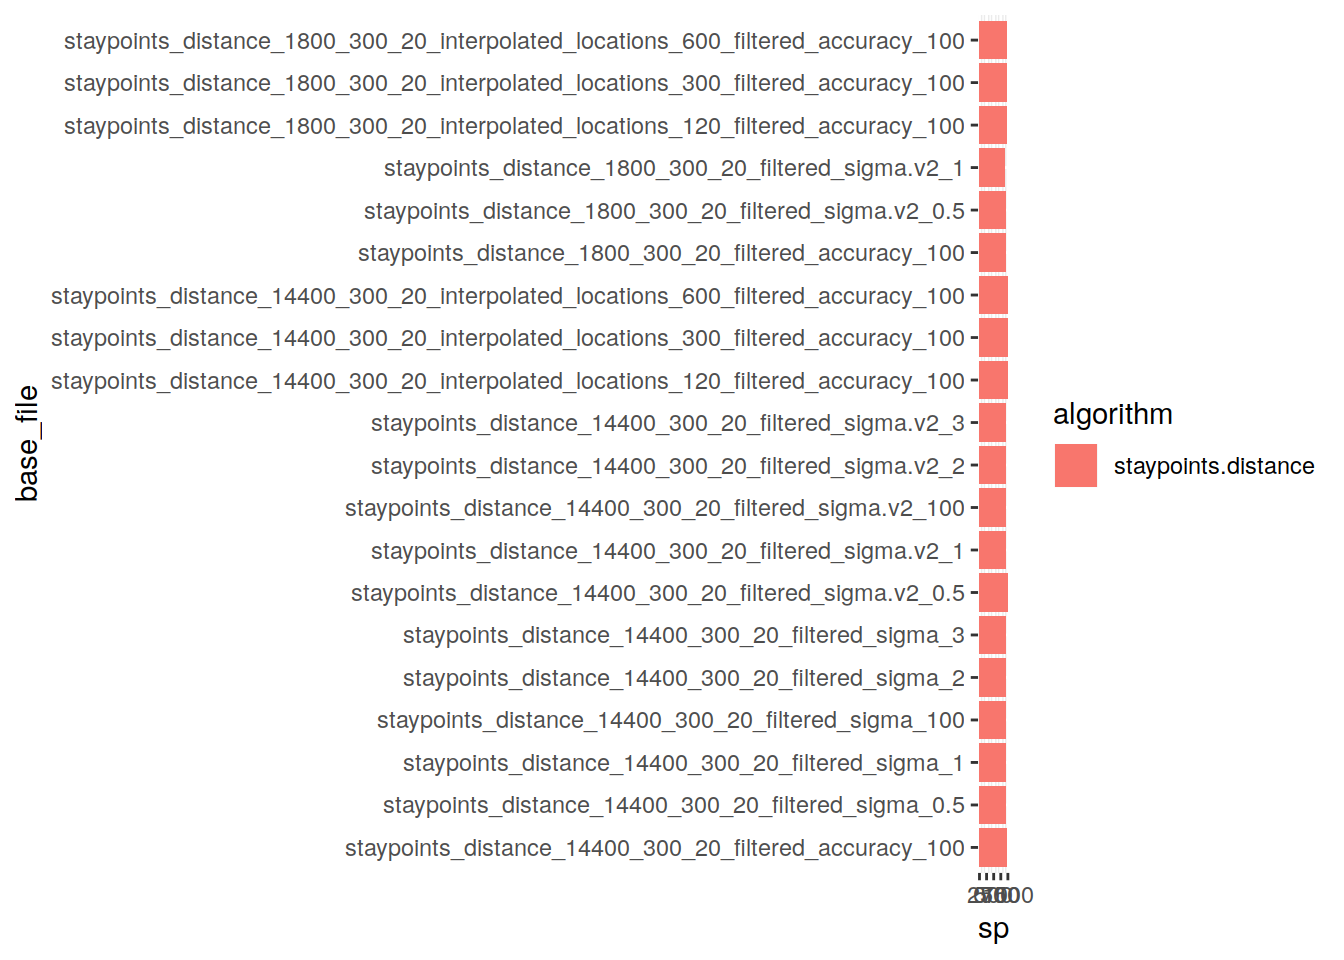 staypoints_distance_1800_300_20_interpolated_locations_600_filtered_accuracy_100
staypoints_distance_1800_300_20_interpolated_locations_300_filtered_accuracy_100
staypoints_distance_1800_300_20_interpolated_locations_120_filtered_accuracy_100
staypoints_distance_1800_300_20_filtered_sigma.v2_1
staypoints_distance_1800_300_20_filtered_sigma.v2_0.5
staypoints_distance_1800_300_20_filtered_accuracy_100
staypoints_distance_14400_300_20_interpolated_locations_600_filtered_accuracy_100
staypoints_distance_14400_300_20_interpolated_locations_300_filtered_accuracy_100
staypoints_distance_14400_300_20_interpolated_locations_120_filtered_accuracy_100
staypoints_distance_14400_300_20_filtered_sigma.v2_3
staypoints_distance_14400_300_20_filtered_sigma.v2_2
staypoints_distance_14400_300_20_filtered_sigma.v2_100
staypoints_distance_14400_300_20_filtered_sigma.v2_1
staypoints_distance_14400_300_20_filtered_sigma.v2_0.5
staypoints_distance_14400_300_20_filtered_sigma_3
staypoints_distance_14400_300_20_filtered_sigma_2
staypoints_distance_14400_300_20_filtered_sigma_100
staypoints_distance_14400_300_20_filtered_sigma_1
staypoints_distance_14400_300_20_filtered_sigma_0.5
staypoints_distance_14400_300_20_filtered_accuracy_100
base_file
sp
algorithm
staypoints.distance